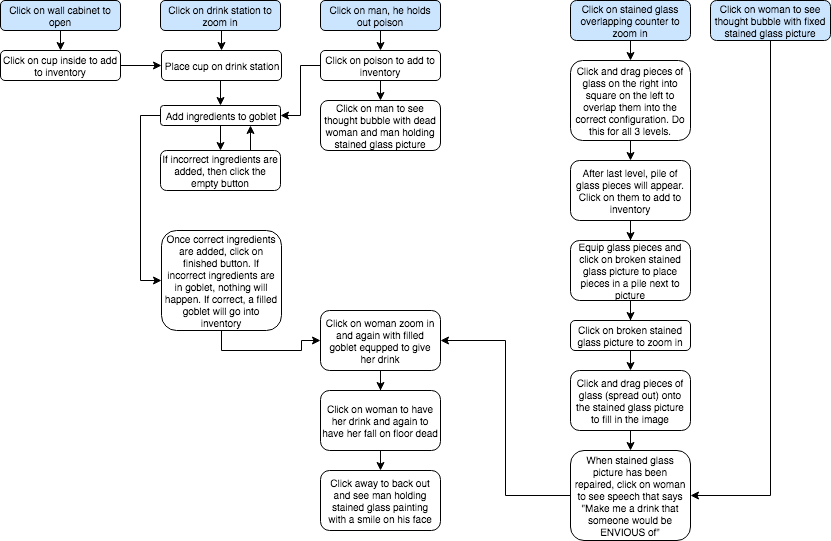 Click on wall cabinet to
open
Click on drink station to
zoom in
Click on man, he holds
out poison
Click on stained glass
overlapping counter to
zoom in
Click on woman to see
thought bubble with fixed
stained glass picture
Click on cup inside to add
to inventory
Place cup on drink station
Click on poison to add to
inventory
Click and drag pieces of
glass on the right into
square on the left to
overlap them into the
correct configuration. Do
this for all 3 levels.
Add ingredients to goblet
Click on man to see
thought bubble with dead
woman and man holding
stained glass picture
If incorrect ingredients are
added, then click the
empty button
After last level, pile of
glass pieces will appear.
Click on them to add to
inventory
Once correct ingredients
are added, click on
finished button. If
incorrect ingredients are
in goblet, nothing will
happen. If correct, a filled
goblet will go into
inventory
Equip glass pieces and
click on broken stained
glass picture to place
pieces in a pile next to
picture
Click on woman zoom in
and again with filled
goblet equpped to give
her drink
Click on broken stained
glass picture to zoom in
Click and drag pieces of
glass (spread out) onto
the stained glass picture
to fill in the image
Click on woman to have
her drink and again to
have her fall on floor dead
When stained glass
picture has been
repaired, click on woman
to see speech that says
"Make me a drink that
someone would be
ENVIOUS of"
Click away to back out
and see man holding
stained glass painting
with a smile on his face